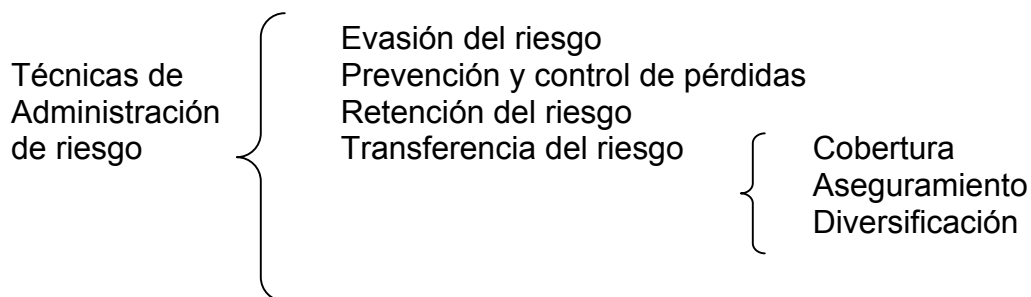 Técnicas de
Administración
de riesgo
Evasión del riesgo
Prevención y control de pérdidas
Retención del riesgo
Transferencia del riesgo
Cobertura
Aseguramiento
Diversificación